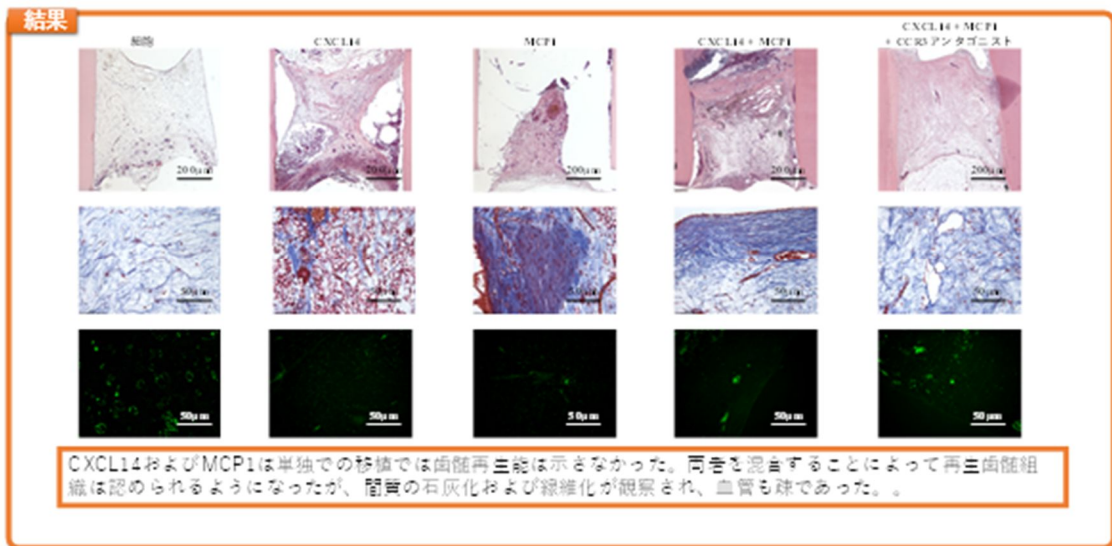 結果
細胞
CXCL14
MCP1
CXCL14 + MCP1
CXCL14 + MCP1
+ CCR3アンタゴニスト
200μm
200μm
200μm
200μm
200μm
50μm
50μm
50μm
50μm
50μm
50μm
50μm
50μm
50μm
50μm
CXCL14およびMCP1は単独での移植では歯髄再生能は示さなかった。両者を混合することによって再生歯髄組
織は認められるようになったが、間質の石灰化および線維化が観察され、血管も疎であった。。